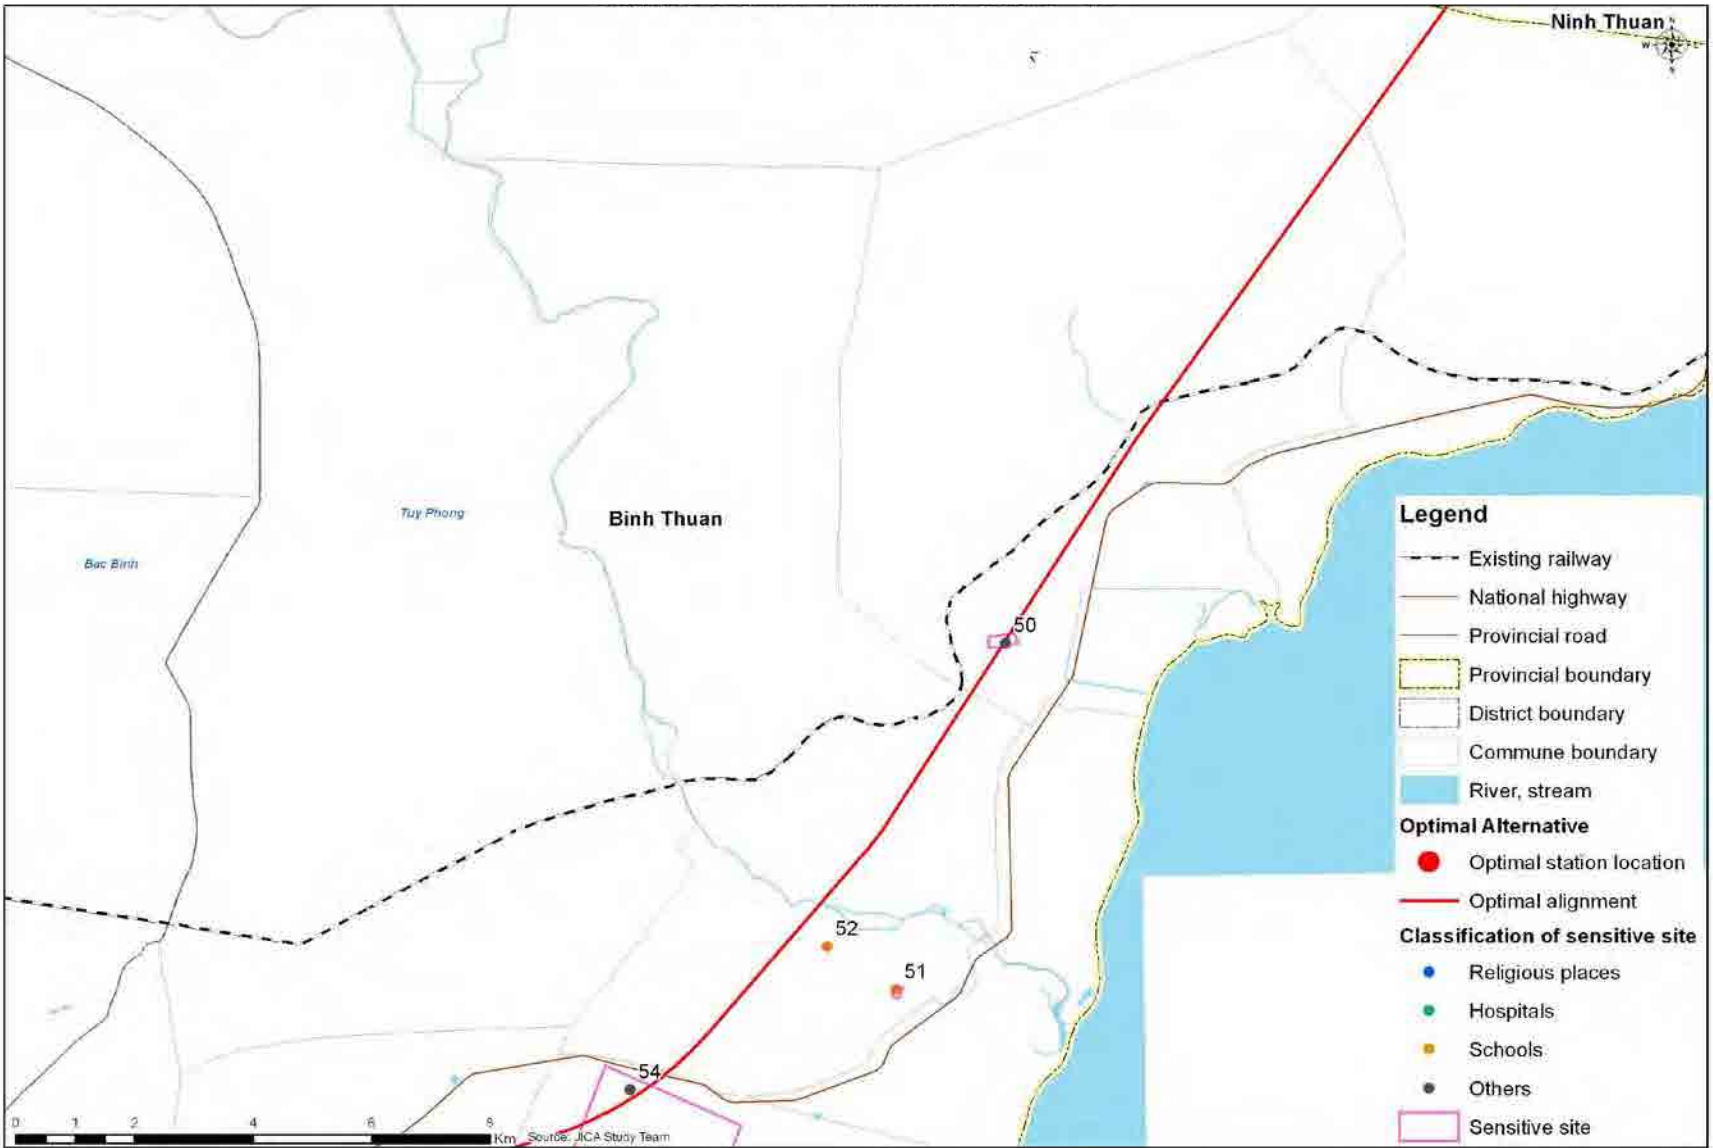 Ninh Thuan
N
W
E
S
Tuy Phong
Binh Thuan
Bac Binh
50
52
51
54
Legend
Existing railway
National highway
Provincial road
Provincial boundary
District boundary
Commune boundary
River, stream
Optimal Alternative
Optimal station location
Optimal alignment
Classification of sensitive site
Religious places
Hospitals
Schools
Others
Sensitive site
0 1 2 4 6 8
Km Source: JICA Study Team